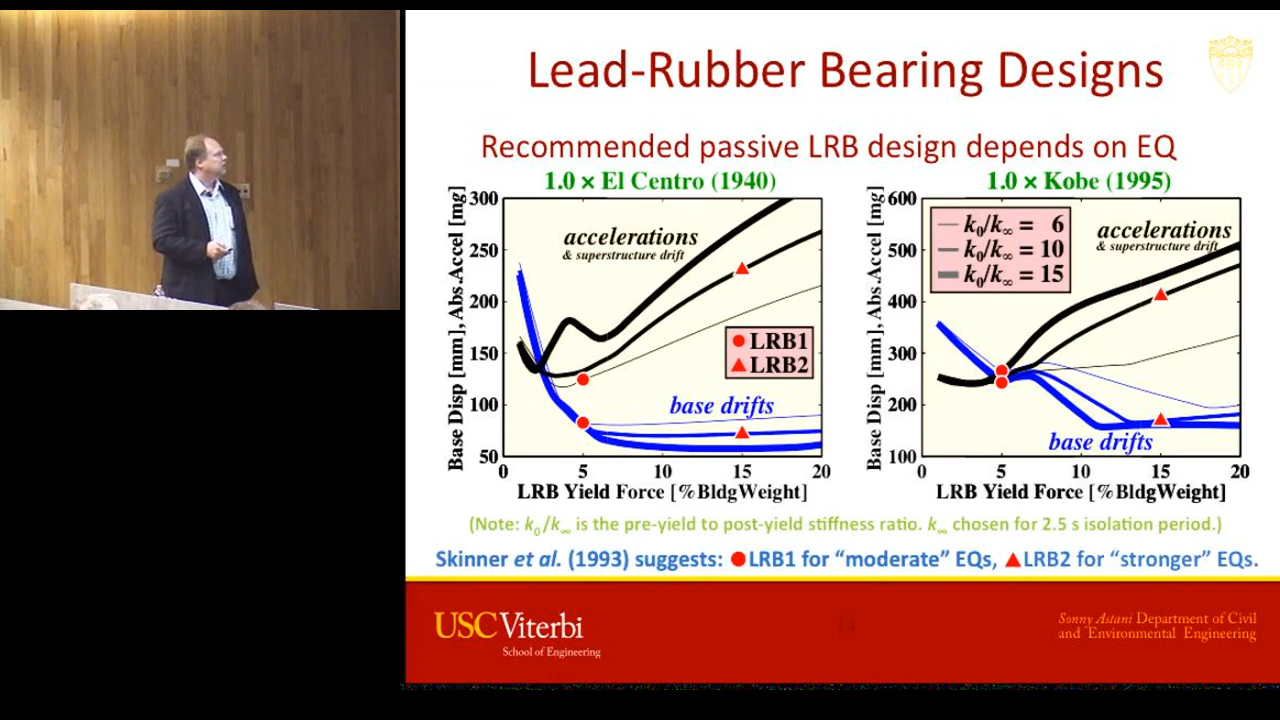 Lead-Rubber Bearing Designs
Recommended passive LRB design depends on EQ
1.0 × El Centro (1940)
Base Disp [mm], Abs.Accel [mg]
300
250
200
150
100
50
accelerations
& superstructure drift
LRB1
LRB2
base drifts
0 5 10 15 20
LRB Yield Force [%BldgWeight]
1.0 × Kobe (1995)
Base Disp [mm], Abs.Accel [mg]
600
500
400
300
200
100
k₀/k∞ = 6
k₀/k∞ = 10
k₀/k∞ = 15
accelerations
& superstructure drift
base drifts
0 5 10 15 20
LRB Yield Force [%BldgWeight]
(Note: k₀/k∞ is the pre-yield to post-yield stiffness ratio. k∞ chosen for 2.5 s isolation period.)
Skinner et al. (1993) suggests: LRB1 for “moderate” EQs, LRB2 for “stronger” EQs.
USC Viterbi
School of Engineering
Sonny Astani Department of Civil
and Environmental Engineering